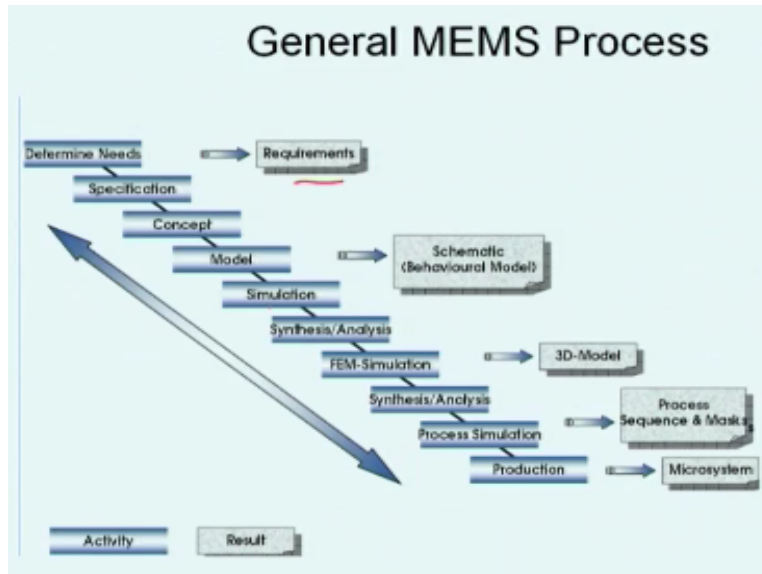 General MEMS Process
Determine Needs
Requirements
Specification
Concept
Model
Schematic
(Behavioural Model)
Simulation
Synthesis/Analysis
FEM-Simulation
3D-Model
Synthesis/Analysis
Process Simulation
Process
Sequence & Masks
Production
Microsystem
Activity
Result